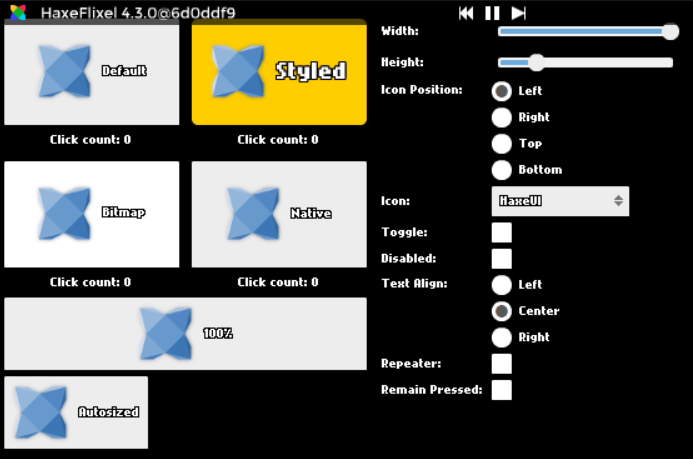 HaxeFlixel 4.3.0@6d0ddf9
Default
Styled
Click count: 0
Click count: 0
Bitmap
Native
Click count: 0
Click count: 0
100%
Autosized
Width:
Height:
Icon Position:
Left
Right
Top
Bottom
Icon:
HaxeUI
Toggle:
Disabled:
Text Align:
Left
Center
Right
Repeater:
Remain Pressed: